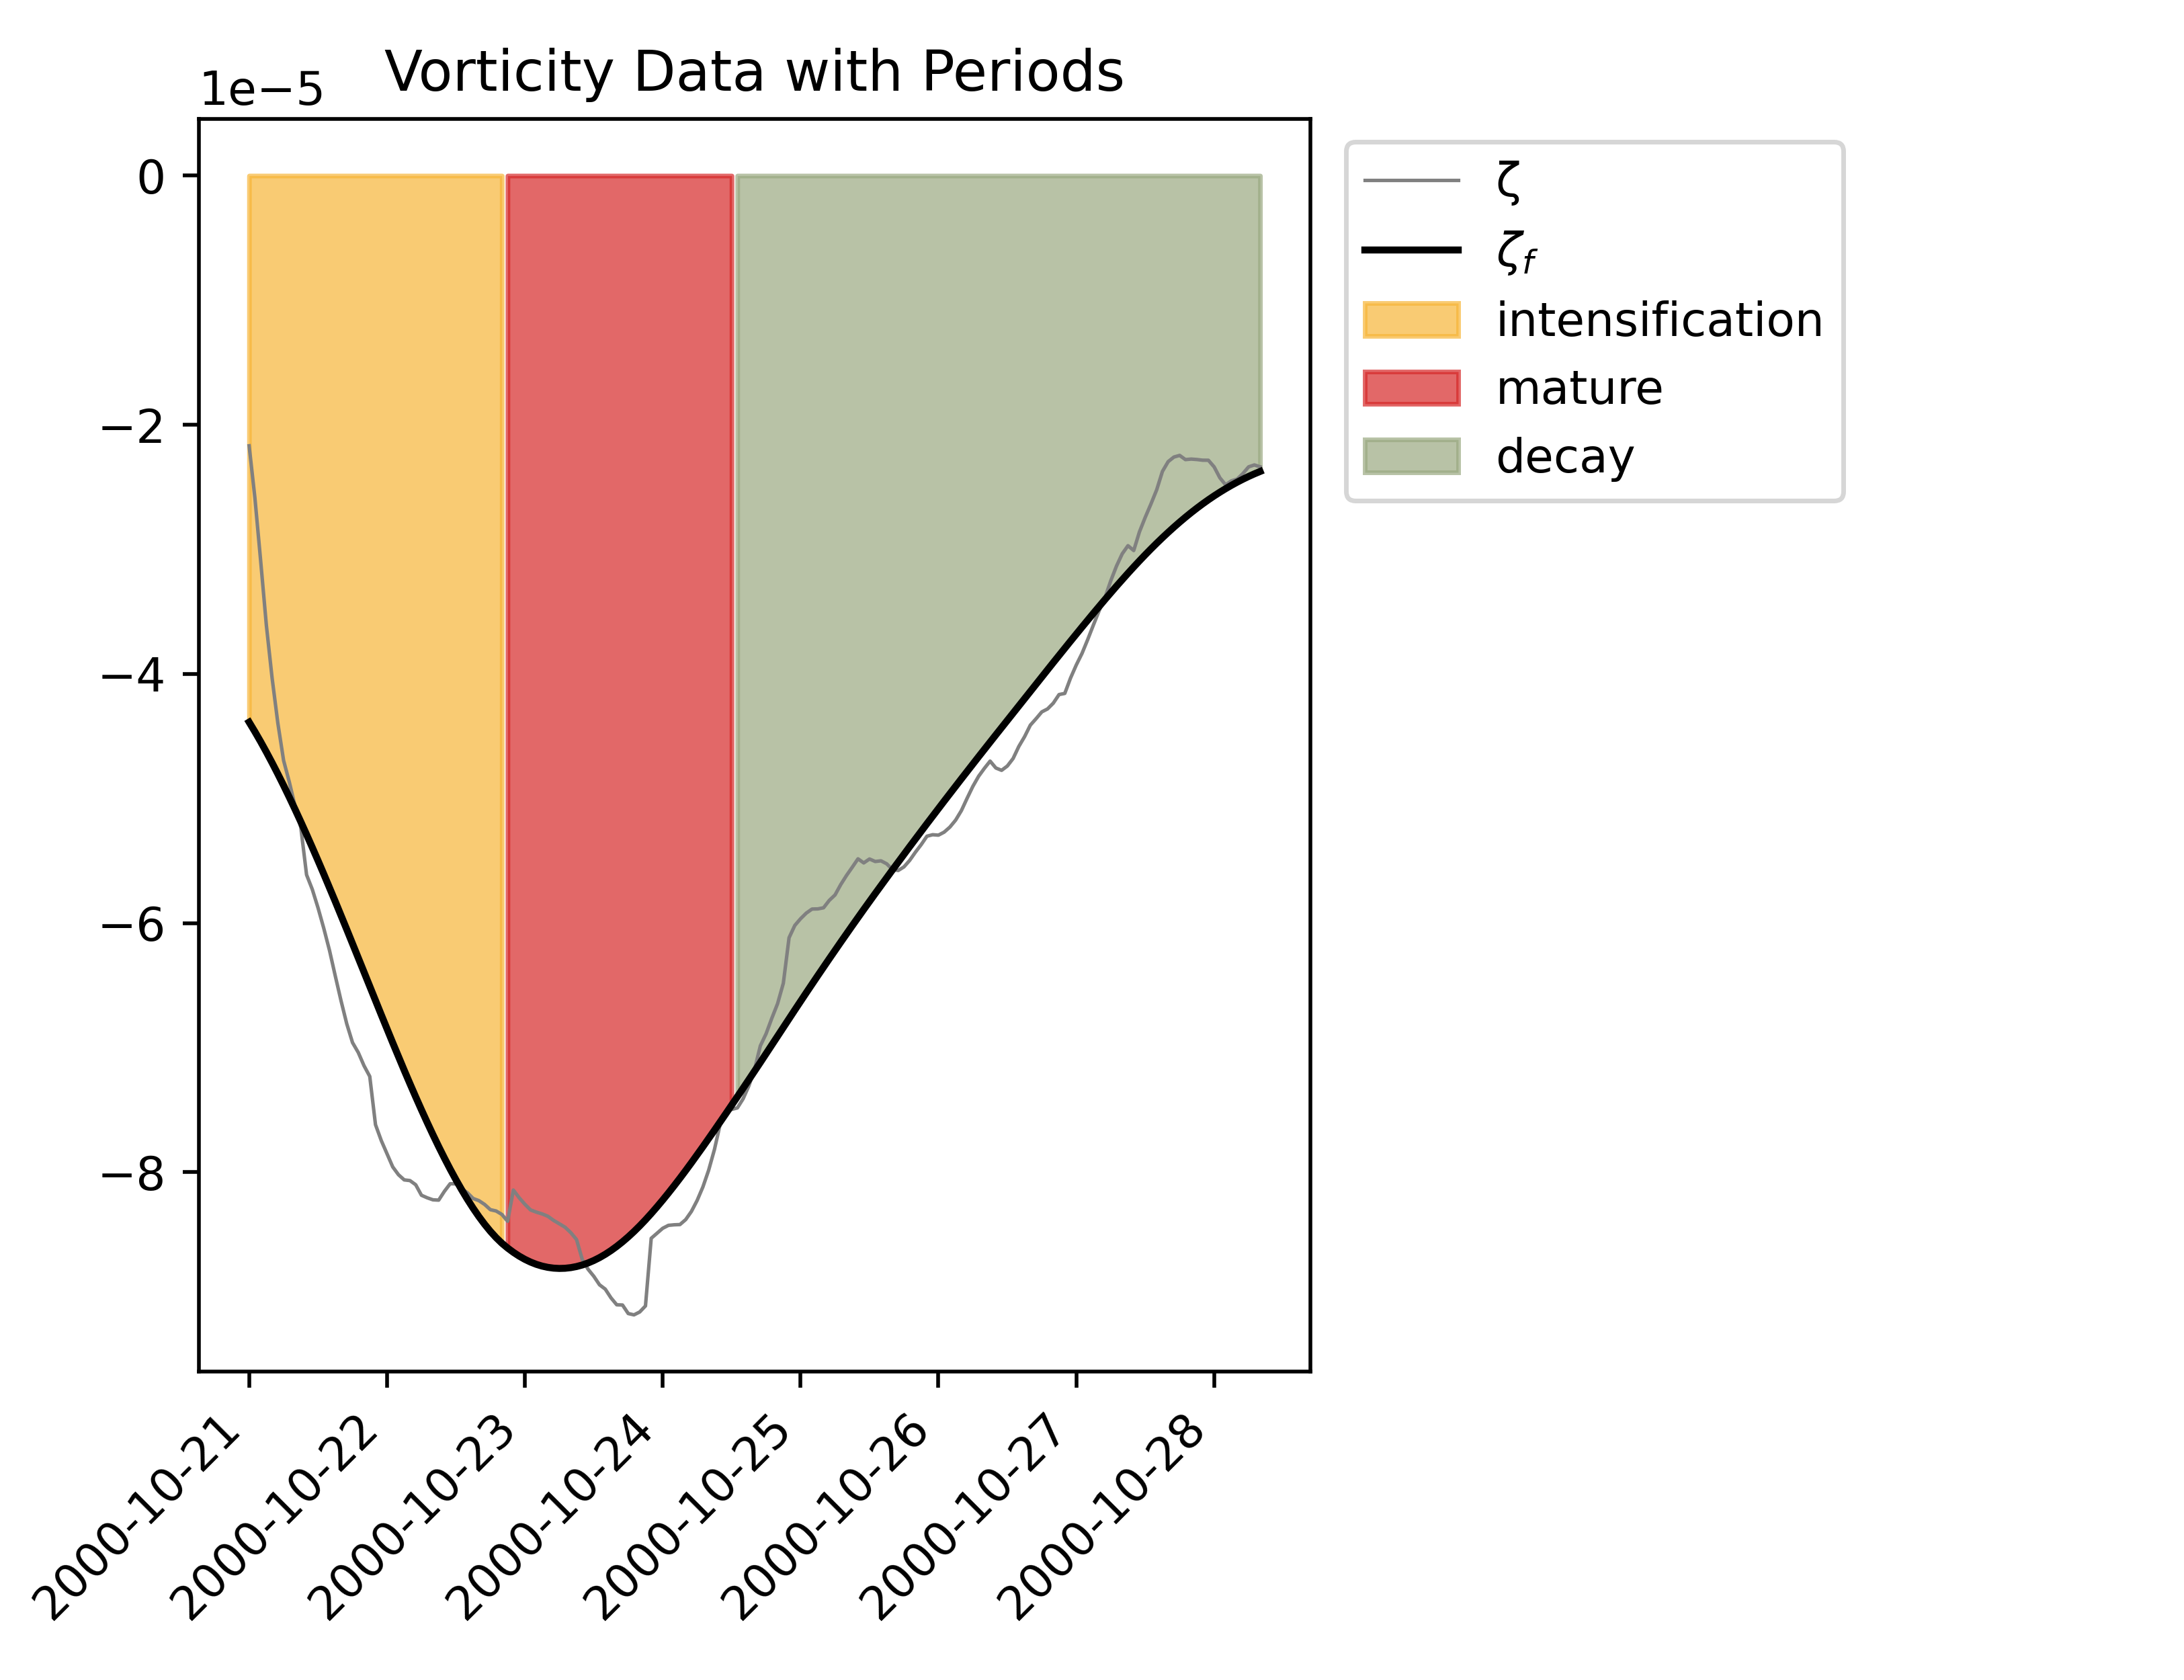 Vorticity Data with Periods
1e−5
0
−2
−4
−6
−8
2000-10-21
2000-10-22
2000-10-23
2000-10-24
2000-10-25
2000-10-26
2000-10-27
2000-10-28
ζ
ζf
intensification
mature
decay